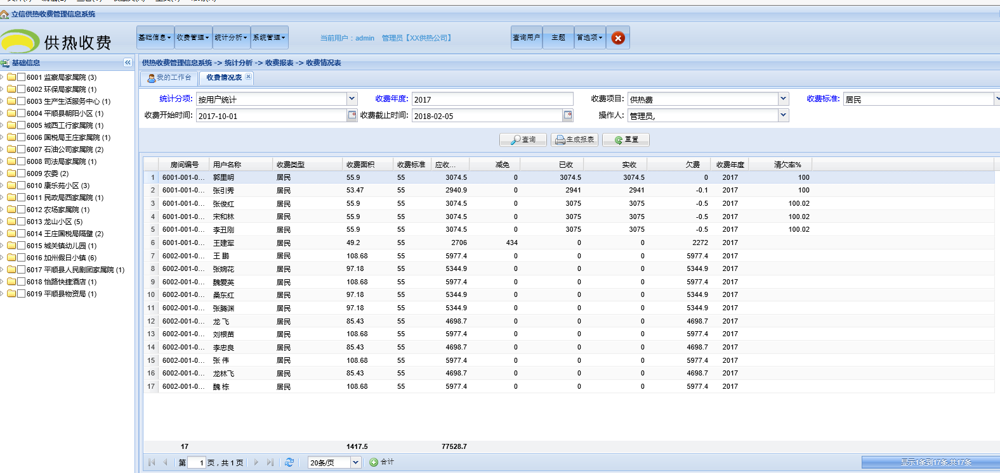 立信供热收费管理信息系统
供热收费
基础信息 收费管理 统计分析 系统管理
当前用户：admin 管理员【XX供热公司】
查询用户 主题 首选项
基础信息
6001 监察局家属院 (3)
6002 环保局家属院 (1)
6003 生产生活服务中心 (1)
6004 平顺县朝阳小区 (1)
6005 城西工行家属院 (1)
6006 国税局王庄家属院 (1)
6007 石油公司家属院 (2)
6008 司法局家属院 (1)
6009 农委 (2)
6010 康乐苑小区 (3)
6011 民政局西家属院 (1)
6012 农场家属院 (1)
6013 龙山小区 (5)
6014 王庄国税局隔壁 (2)
6015 城关镇幼儿园 (1)
6016 加州假日小镇 (6)
6017 平顺县人民剧团家属院 (1)
6018 怡路快捷酒店 (1)
6019 平顺县物资局 (1)
供热收费管理信息系统 -> 统计分析 -> 收费报表 -> 收费情况表
我的工作台 收费情况表
统计分项: 按用户统计 收费年度: 2017 收费项目: 供热费 收费标准: 居民
收费开始时间: 2017-10-01 收费截止时间: 2018-02-05 操作人: 管理员,
查询 生成报表 重置
房间编号 用户名称 收费类型 收费面积 收费标准 应收... 减免 已收 实收 欠费 收费年度 清欠率%
1 6001-001-0... 郭里明 居民 55.9 55 3074.5 0 3074.5 3074.5 0 2017 100
2 6001-001-0... 张引秀 居民 53.47 55 2940.9 0 2941 2941 -0.1 2017 100
3 6001-001-0... 张俊红 居民 55.9 55 3074.5 0 3075 3075 -0.5 2017 100.02
4 6001-001-0... 宋和林 居民 55.9 55 3074.5 0 3075 3075 -0.5 2017 100.02
5 6001-001-0... 李丑刚 居民 55.9 55 3074.5 0 3075 3075 -0.5 2017 100.02
6 6001-001-0... 王建军 居民 49.2 55 2706 434 0 0 2272 2017
7 6002-001-0... 王 鹏 居民 108.68 55 5977.4 0 0 0 5977.4 2017
8 6002-001-0... 张婉花 居民 97.18 55 5344.9 0 0 0 5344.9 2017
9 6002-001-0... 魏爱英 居民 108.68 55 5977.4 0 0 0 5977.4 2017
10 6002-001-0... 桑东红 居民 97.18 55 5344.9 0 0 0 5344.9 2017
11 6002-001-0... 张腾渊 居民 97.18 55 5344.9 0 0 0 5344.9 2017
12 6002-001-0... 龙 飞 居民 85.43 55 4698.7 0 0 0 4698.7 2017
13 6002-001-0... 刘根苗 居民 108.68 55 5977.4 0 0 0 5977.4 2017
14 6002-001-0... 李忠良 居民 85.43 55 4698.7 0 0 0 4698.7 2017
15 6002-001-0... 张 伟 居民 108.68 55 5977.4 0 0 0 5977.4 2017
16 6002-001-0... 龙林飞 居民 85.43 55 4698.7 0 0 0 4698.7 2017
17 6002-001-0... 魏 栋 居民 108.68 55 5977.4 0 0 0 5977.4 2017
17 1417.5 77528.7
第 1 页 , 共 1 页 20条/页 合计
显示1条到17条,共17条